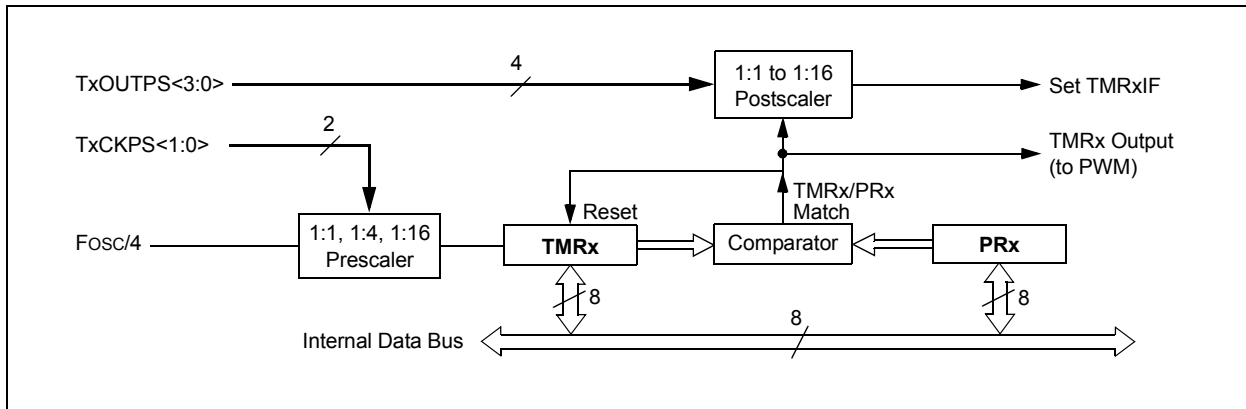 TxOUTPS<3:0>
4
1:1 to 1:16
Postscaler
Set TMRxIF
TxCKPS<1:0>
2
TMRx Output
(to PWM)
TMRx/PRx
Match
Reset
FOSC/4
1:1, 1:4, 1:16
Prescaler
TMRx
Comparator
PRx
8
8
Internal Data Bus
8